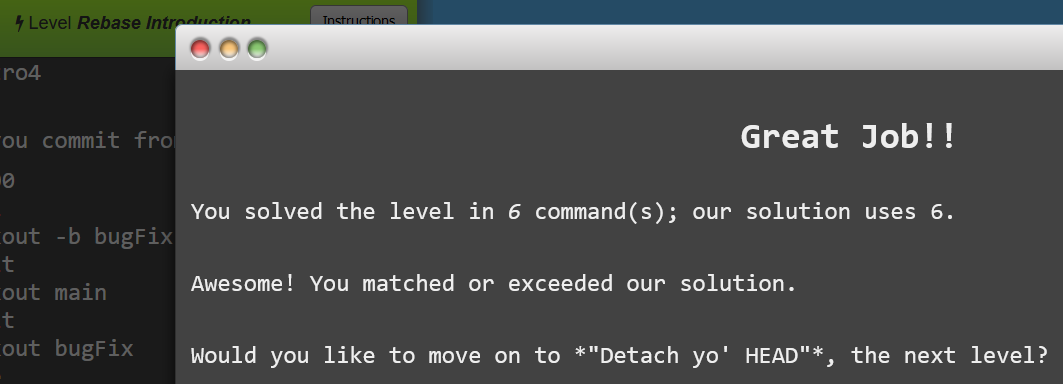 Level Rebase Introduction
Instructions
ro4
Great Job!!
ou commit from
You solved the level in 6 command(s); our solution uses 6.
out -b bugFix
t
Awesome! You matched or exceeded our solution.
out main
t
out bugFix
Would you like to move on to *"Detach yo' HEAD"*, the next level?